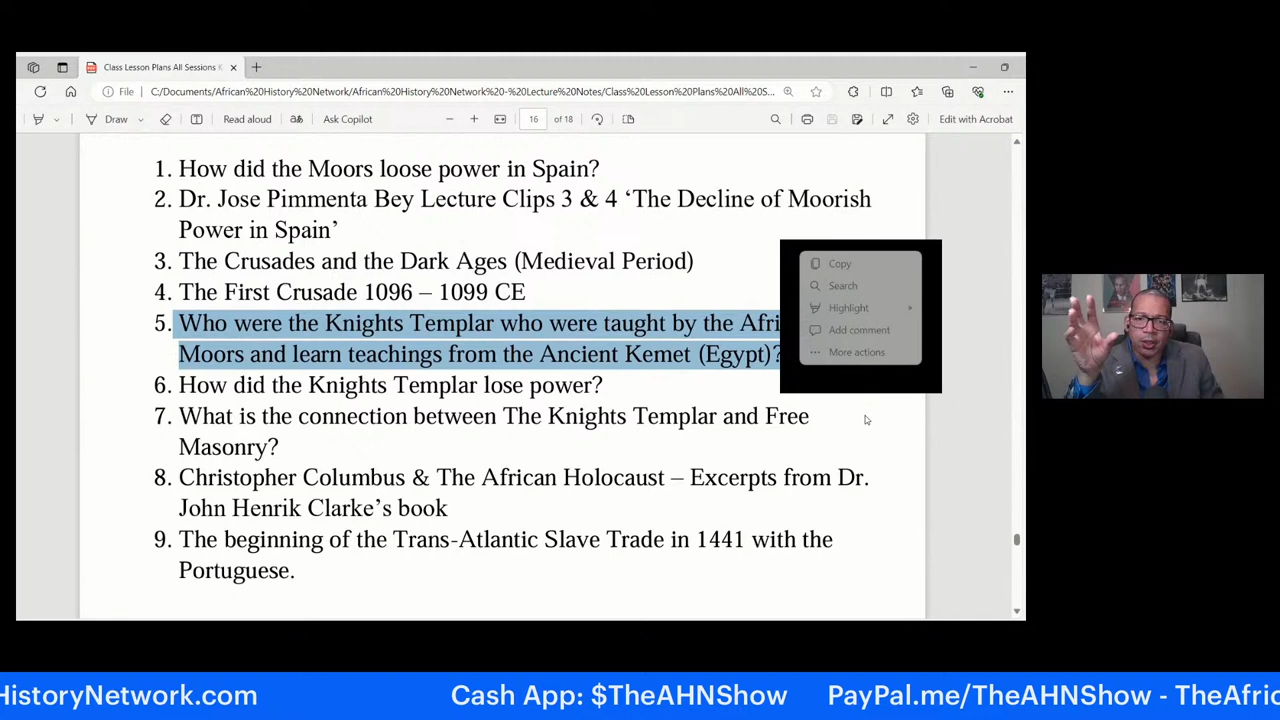 Class Lesson Plans All Sessions K
File
C:/Documents/African%20History%20Network/African%20History%20Network%20-%20Lecture%20Notes/Class%20Lesson%20Plans%20All%20S...
Draw
Read aloud
Ask Copilot
16
of 18
Edit with Acrobat
1. How did the Moors loose power in Spain?
2. Dr. Jose Pimmenta Bey Lecture Clips 3 & 4 ‘The Decline of Moorish
Power in Spain’
3. The Crusades and the Dark Ages (Medieval Period)
4. The First Crusade 1096 – 1099 CE
5. Who were the Knights Templar who were taught by the Afri
Moors and learn teachings from the Ancient Kemet (Egypt)?
6. How did the Knights Templar lose power?
7. What is the connection between The Knights Templar and Free
Masonry?
8. Christopher Columbus & The African Holocaust – Excerpts from Dr.
John Henrik Clarke’s book
9. The beginning of the Trans-Atlantic Slave Trade in 1441 with the
Portuguese.
Copy
Search
Highlight
Add comment
More actions
HistoryNetwork.com Cash App: $TheAHNShow PayPal.me/TheAHNShow - TheAfric